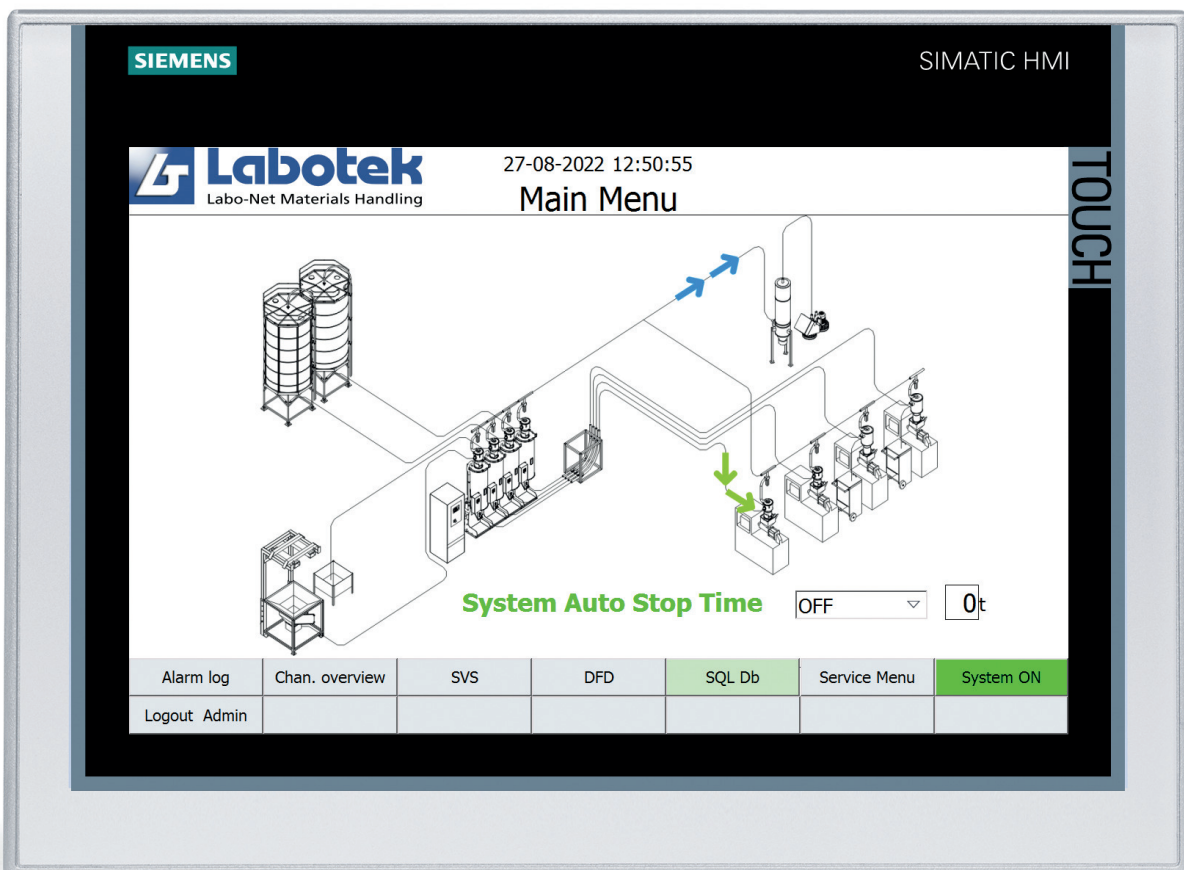 SIEMENS
SIMATIC HMI
TOUCH
LT Labotek
Labo-Net Materials Handling
27-08-2022 12:50:55
Main Menu
System Auto Stop Time OFF 0t
Alarm log Chan. overview SVS DFD SQL Db Service Menu System ON
Logout Admin